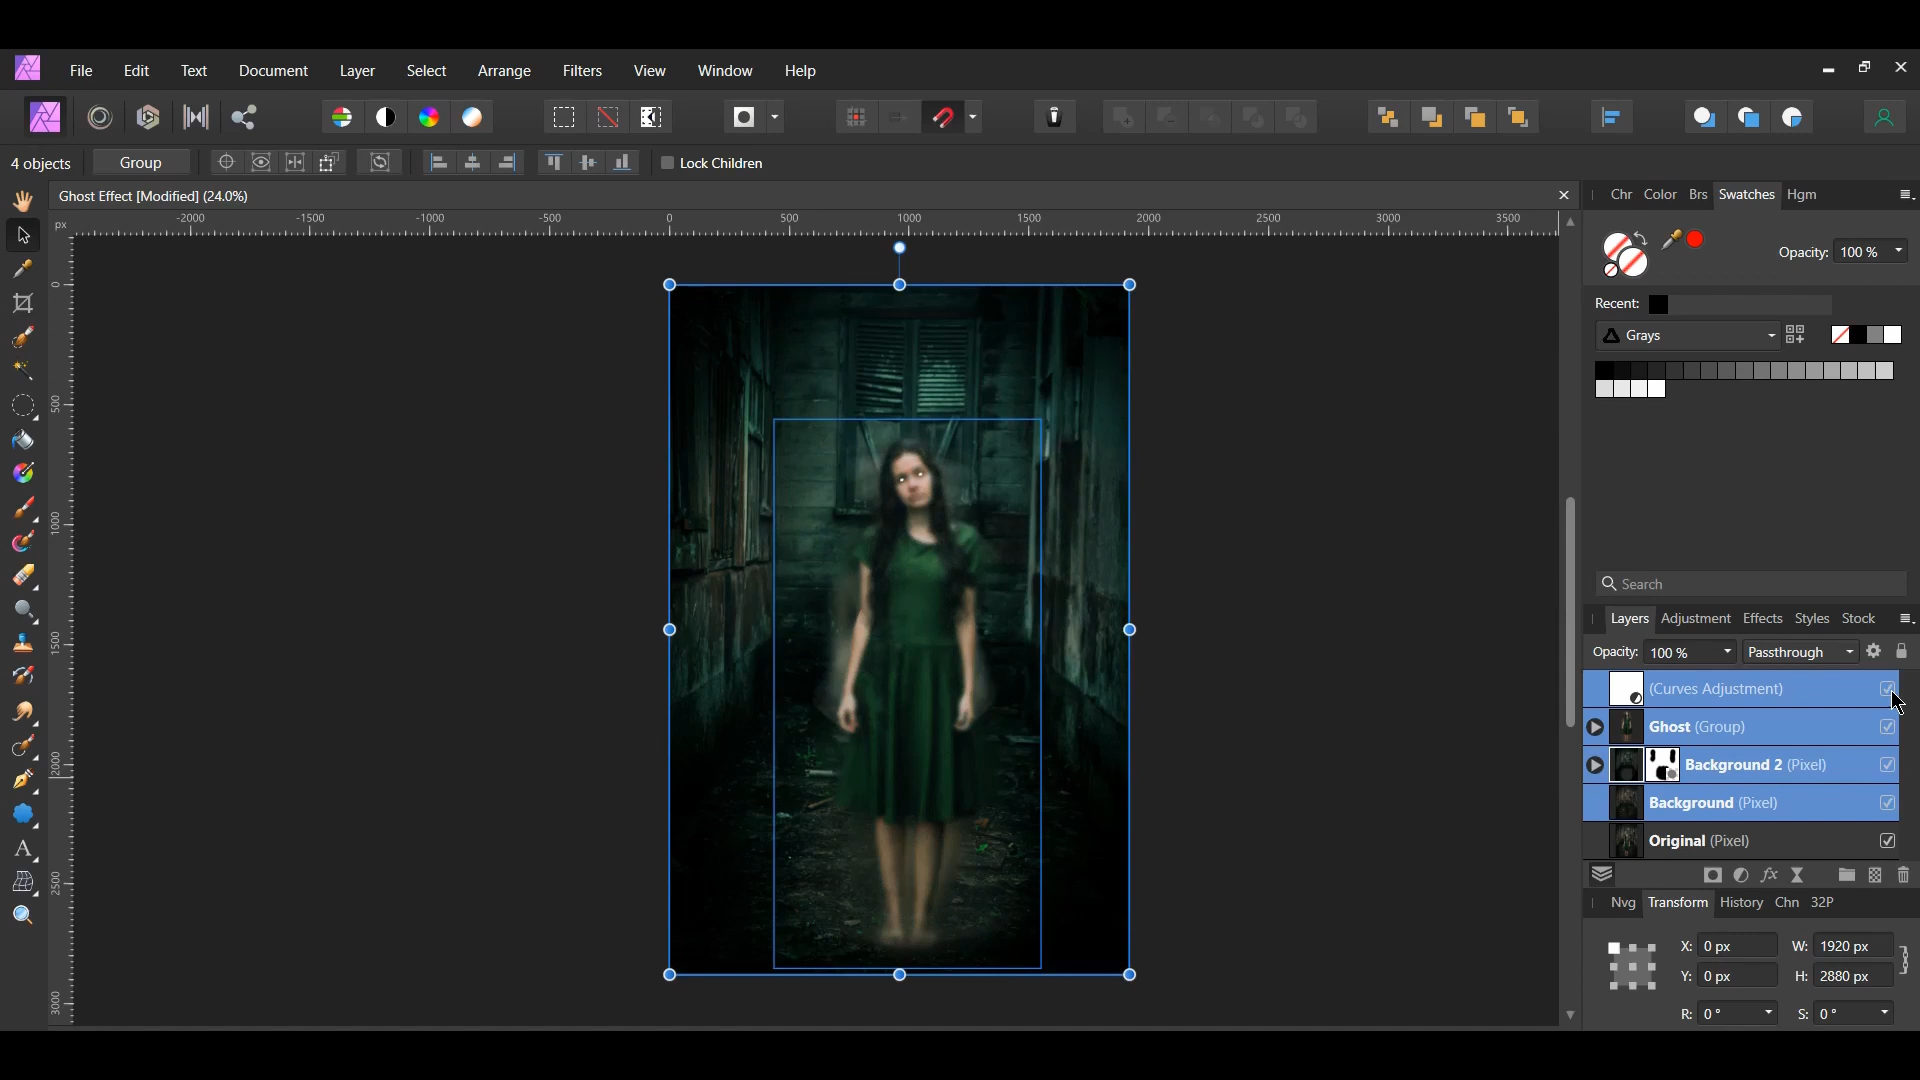 File Edit Text Document Layer Select Arrange Filters View Window Help
4 objects Group Lock Children
Ghost Effect [Modified] (24.0%)
px -2000 -1500 -1000 -500 0 500 1000 1500 2000 2500 3000 3500
0
500
1000
1500
2000
2500
3000
Chr Color Brs Swatches Hgm
Opacity: 100 %
Recent:
Grays
Search
Layers Adjustment Effects Styles Stock
Opacity: 100 % Passthrough
(Curves Adjustment)
Ghost (Group)
Background 2 (Pixel)
Background (Pixel)
Original (Pixel)
Nvg Transform History Chn 32P
X: 0 px W: 1920 px
Y: 0 px H: 2880 px
R: 0 ° S: 0 °